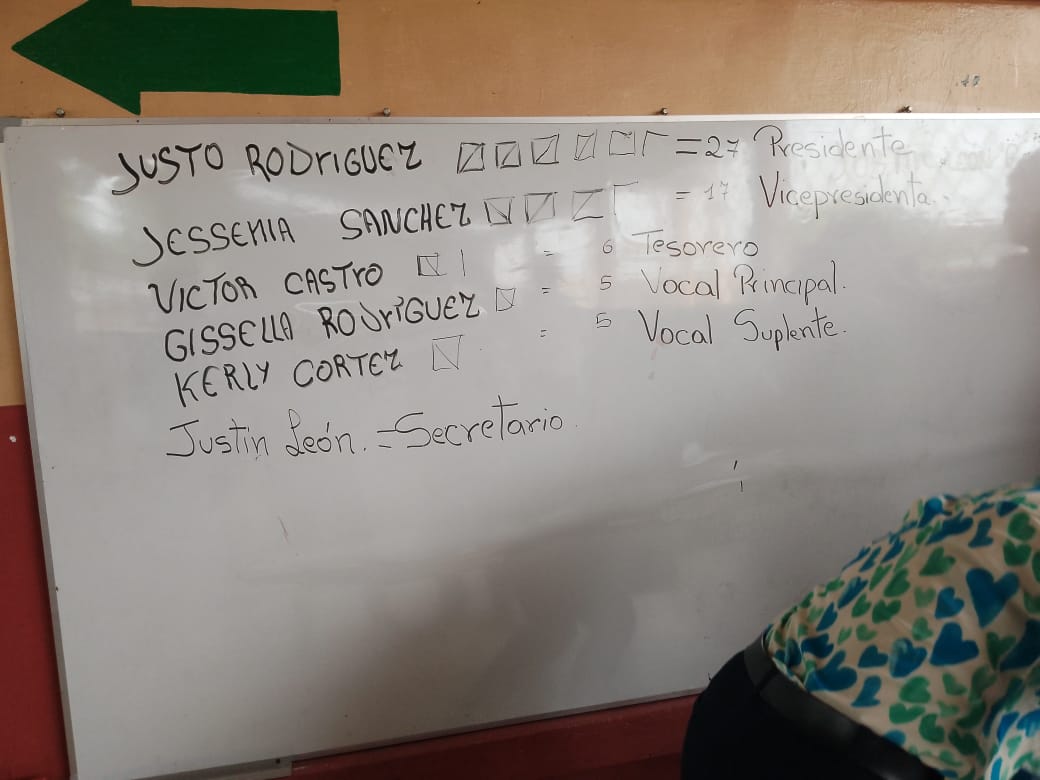 JUSTO RODRIGUEZ = 27 Presidente
JESSENIA SANCHEZ = 17 Vicepresidenta.
VICTOR CASTRO = 6 Tesorero
GISSELLA RODRIGUEZ = 5 Vocal Principal.
KERLY CORTEZ = 5 Vocal Suplente.
Justin León. = Secretario.